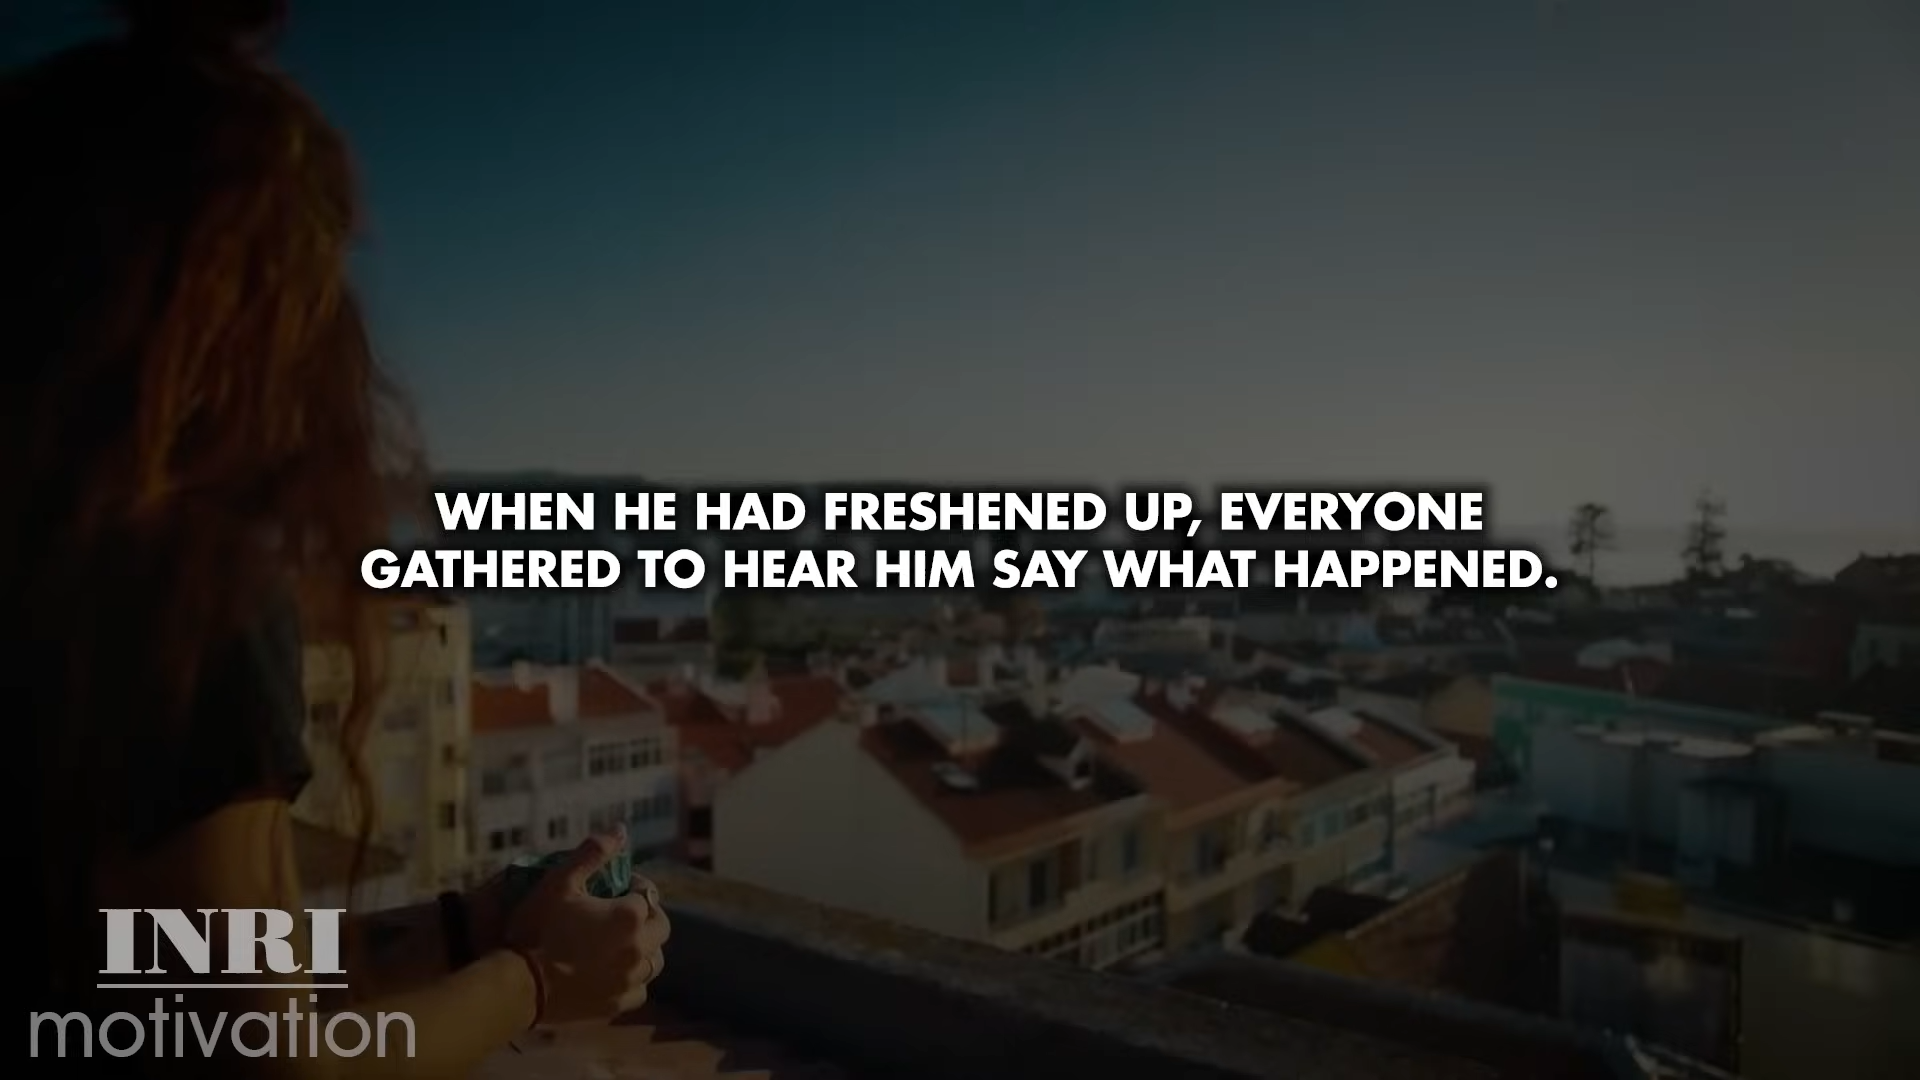 WHEN HE HAD FRESHENED UP, EVERYONE
GATHERED TO HEAR HIM SAY WHAT HAPPENED.
INRI
motivation